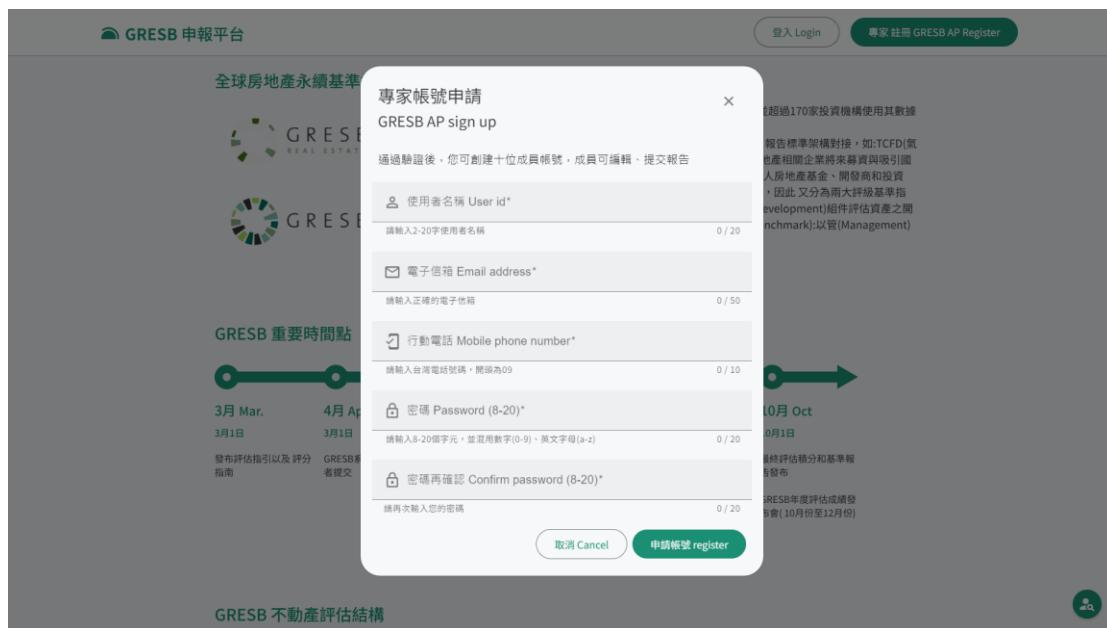 GRESB 申報平台
登入 Login
專家 註冊 GRESB AP Register
全球房地產永續基準
GRESB
REAL ESTAT
GRESB
並超過170家投資機構使用其數據
報告標準架構對接，如:TCFD(氣
地產相關企業將來募資與吸引國
人房地產基金、開發商和投資
，因此 又分為兩大評級基準指
evelopment)組件評估資產之開
nchmark):以管(Management)
專家帳號申請
GRESB AP sign up
通過驗證後，您可創建十位成員帳號，成員可編輯、提交報告
使用者名稱 User id*
請輸入2-20字使用者名稱
0 / 20
電子信箱 Email address*
請輸入正確的電子信箱
0 / 50
行動電話 Mobile phone number*
請輸入台灣電話號碼，開頭為09
0 / 10
密碼 Password (8-20)*
請輸入8-20個字元，並混用數字(0-9)、英文字母(a-z)
0 / 20
密碼再確認 Confirm password (8-20)*
請再次輸入您的密碼
0 / 20
取消 Cancel
申請帳號 register
GRESB 重要時間點
3月 Mar.
3月1日
發布評估指引以及 評分
指南
4月 Ap
3月1日
GRESB系
者提交
10月 Oct
10月1日
最終評估積分和基準報
告發布
GRESB年度評估成績發
布會( 10月份至12月份)
GRESB 不動產評估結構